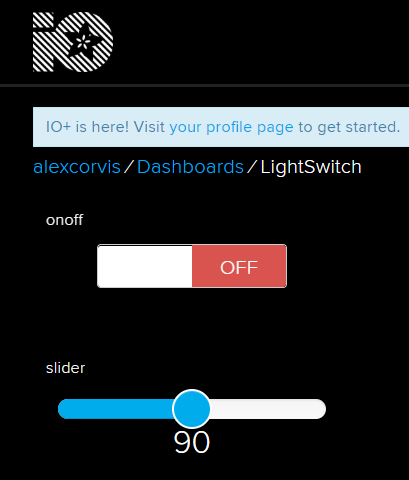 io
IO+ is here! Visit your profile page to get started.
alexcorvis / Dashboards / LightSwitch
onoff
OFF
slider
90